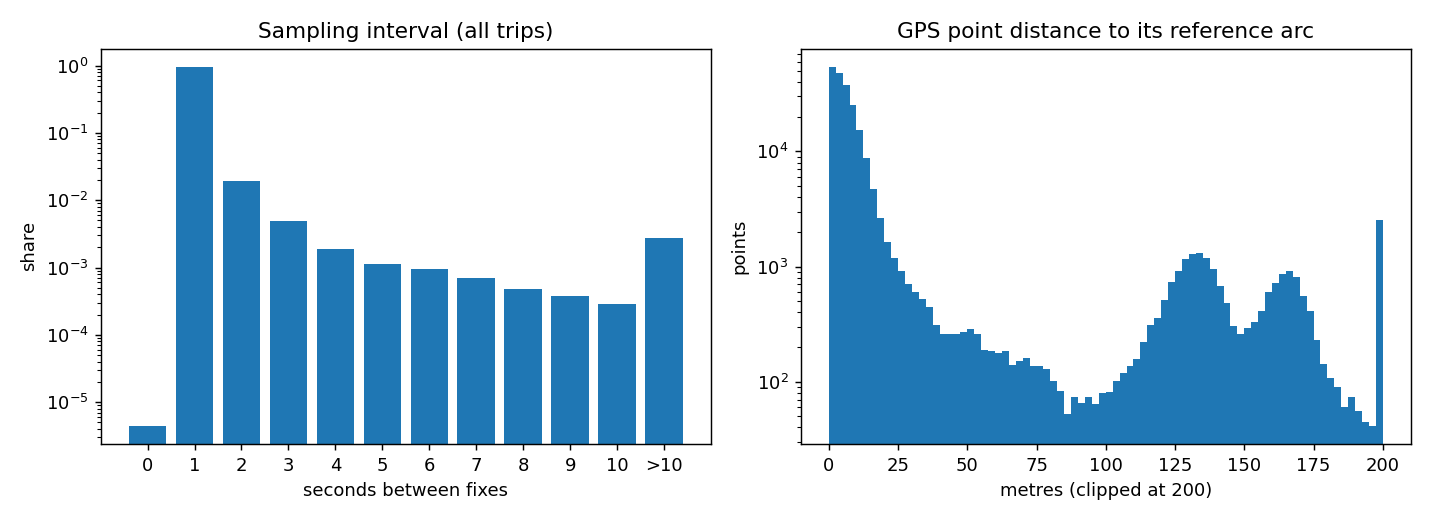 Sampling interval (all trips)
10⁰
10⁻¹
10⁻²
10⁻³
10⁻⁴
10⁻⁵
share
0 1 2 3 4 5 6 7 8 9 10 >10
seconds between fixes
GPS point distance to its reference arc
10⁴
10³
10²
points
0 25 50 75 100 125 150 175 200
metres (clipped at 200)